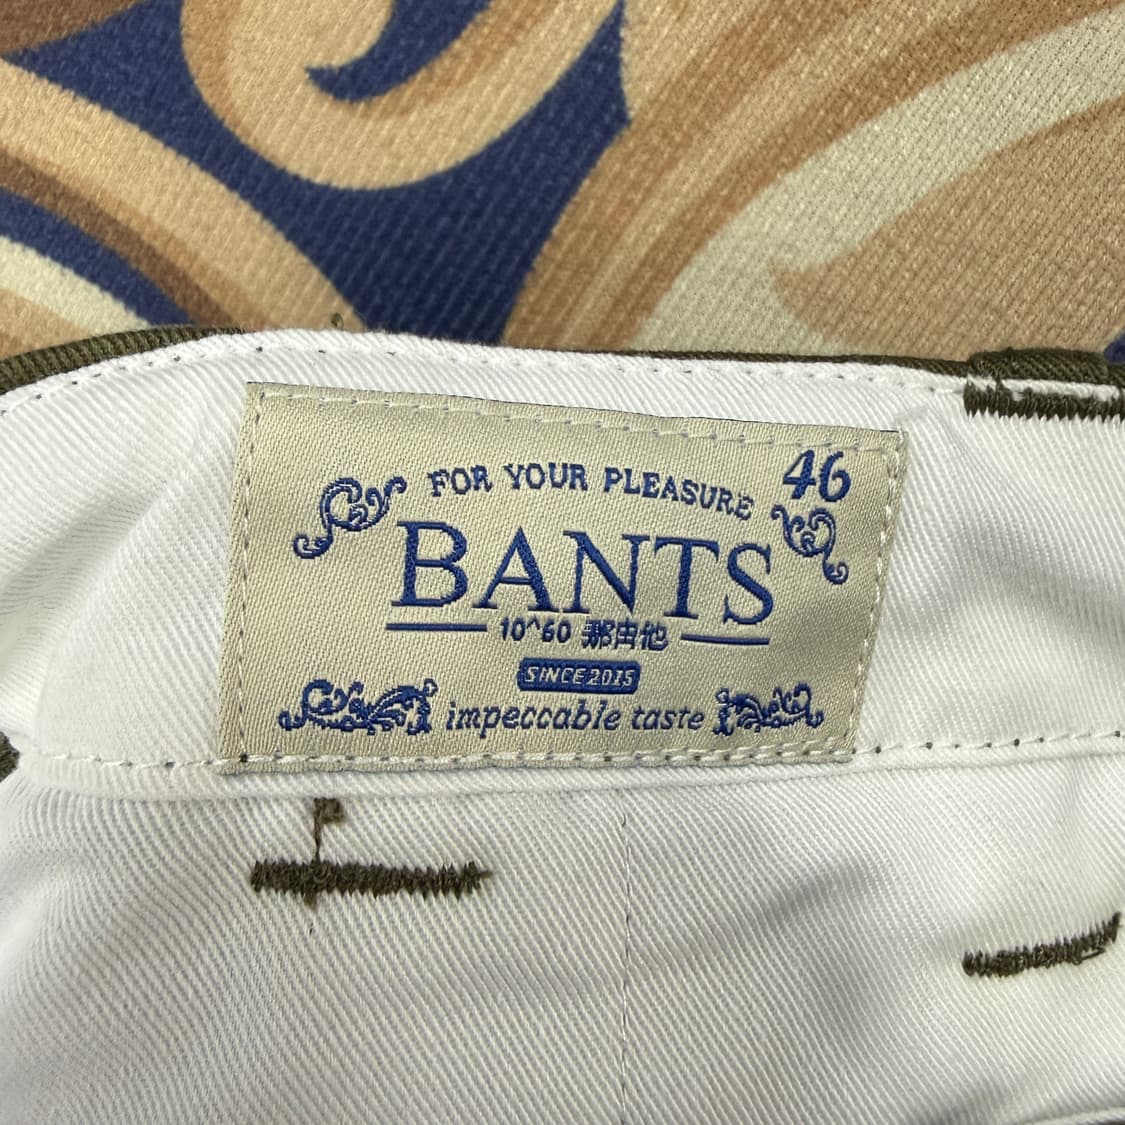 46
FOR YOUR PLEASURE
BANTS
10^60 那由他
SINCE 2015
impeccable taste